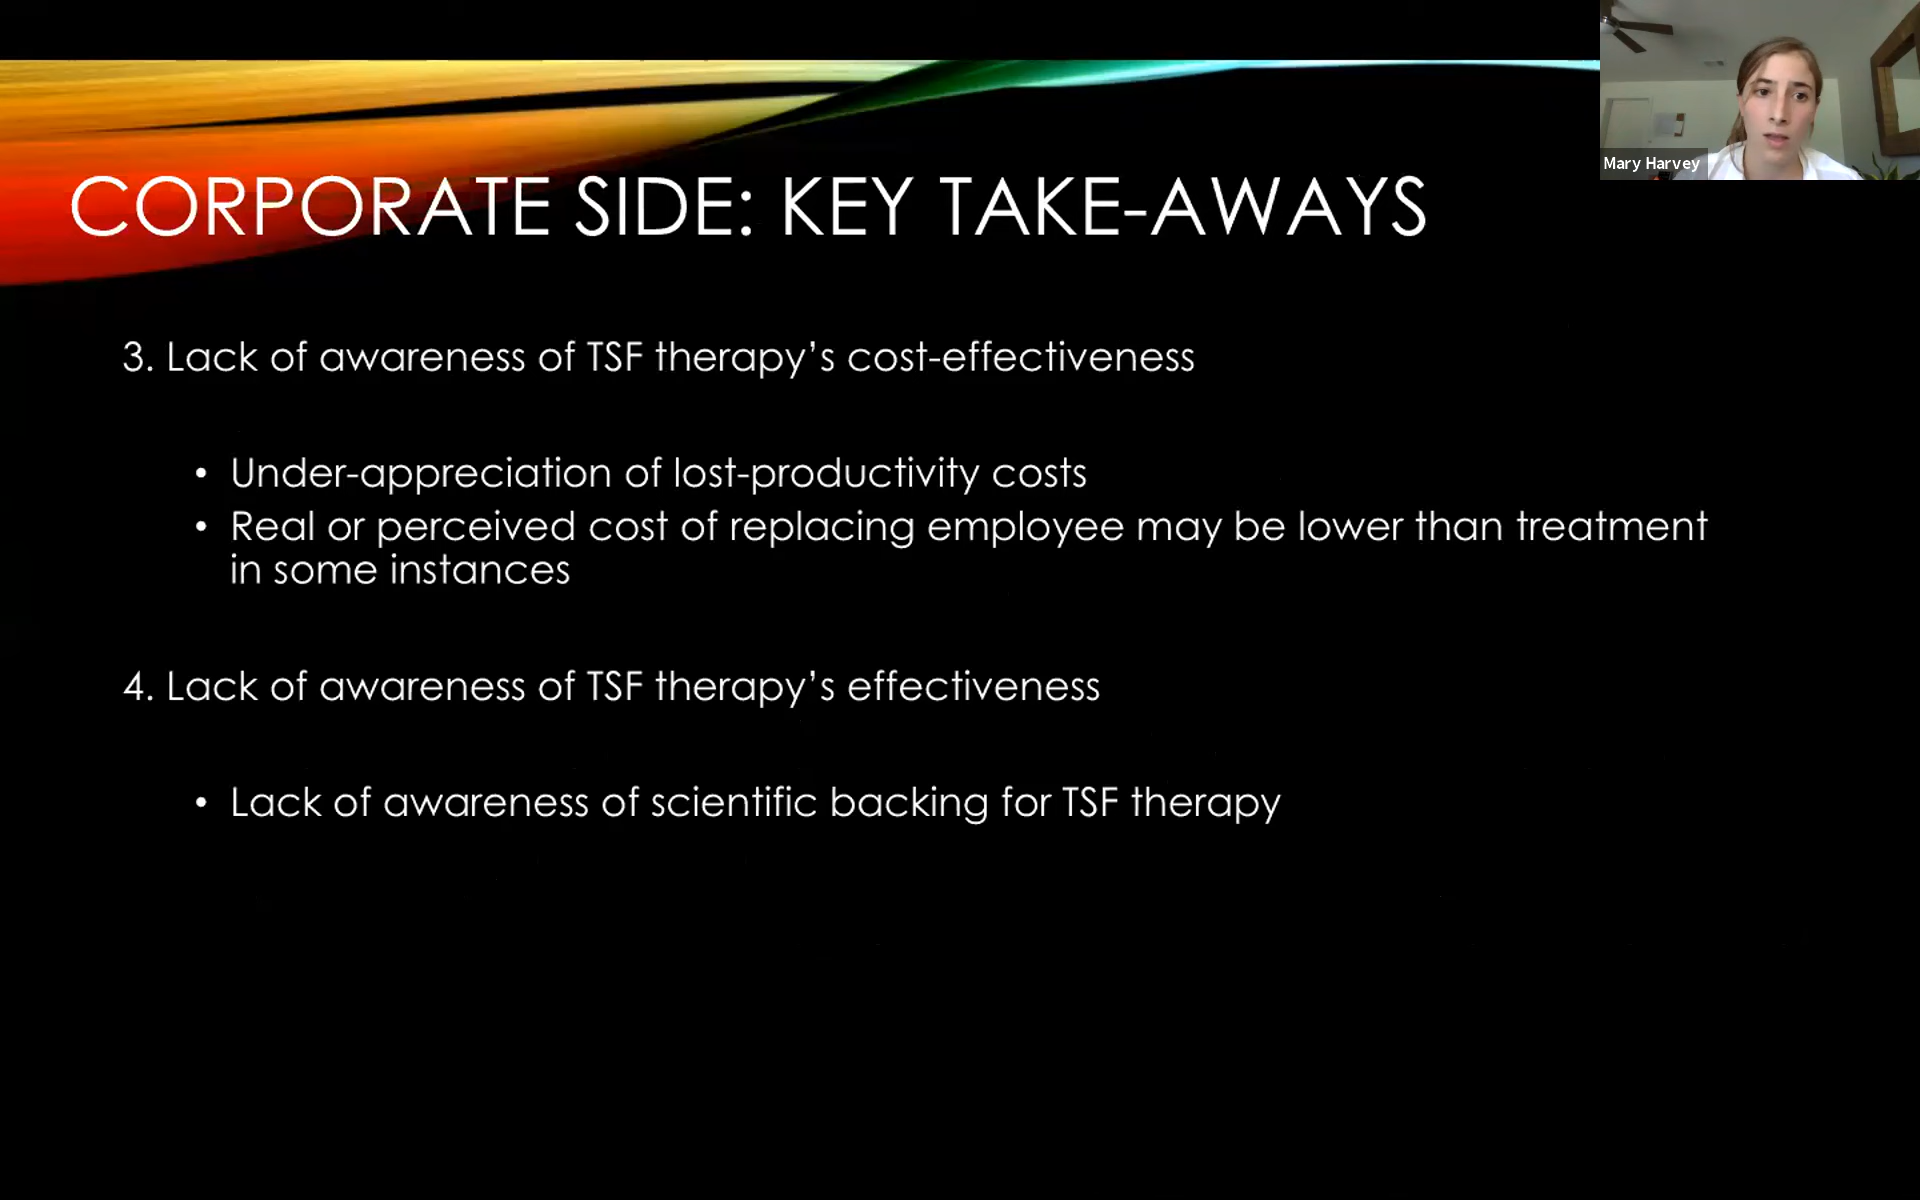 Mary Harvey
CORPORATE SIDE: KEY TAKE-AWAYS
3. Lack of awareness of TSF therapy’s cost-effectiveness
• Under-appreciation of lost-productivity costs
• Real or perceived cost of replacing employee may be lower than treatment
in some instances
4. Lack of awareness of TSF therapy’s effectiveness
• Lack of awareness of scientific backing for TSF therapy